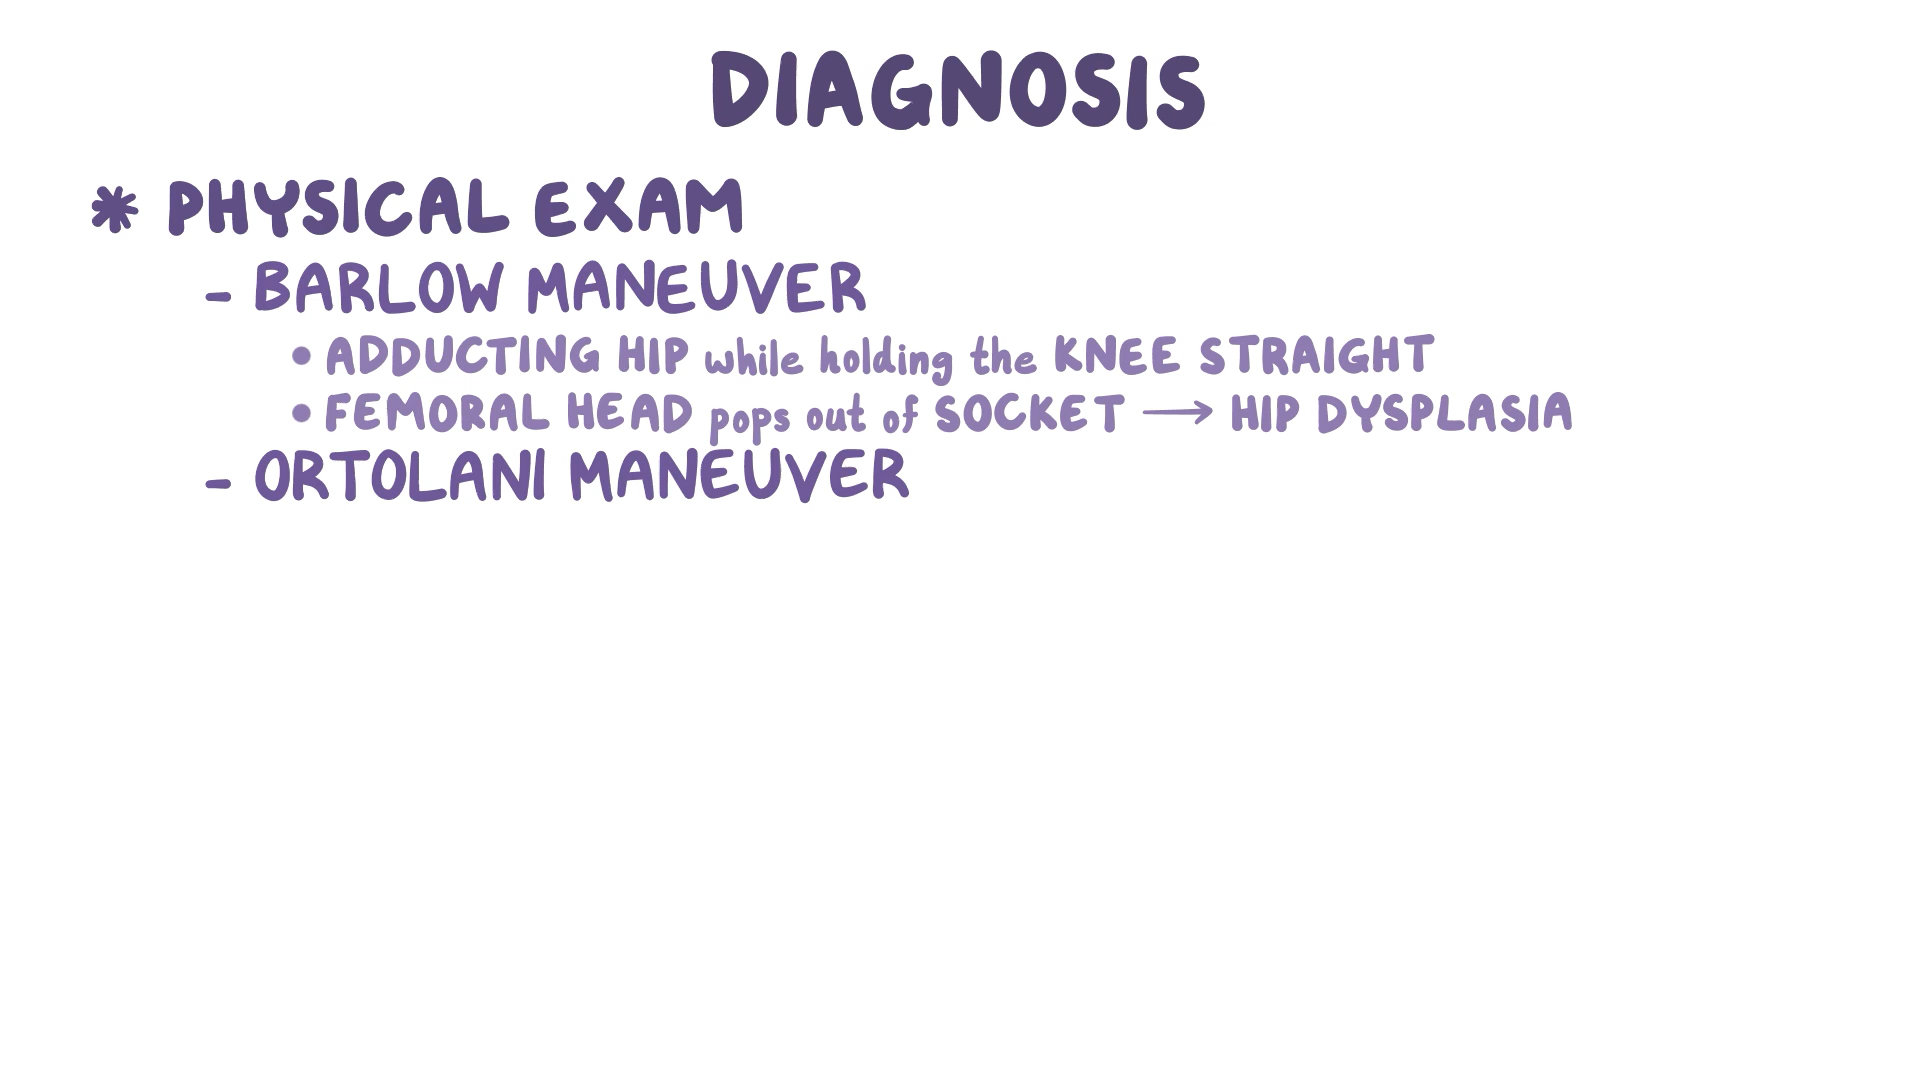 DIAGNOSIS
* PHYSICAL EXAM
- BARLOW MANEUVER
• ADDUCTING HIP while holding the KNEE STRAIGHT
• FEMORAL HEAD pops out of SOCKET → HIP DYSPLASIA
- ORTOLANI MANEUVER